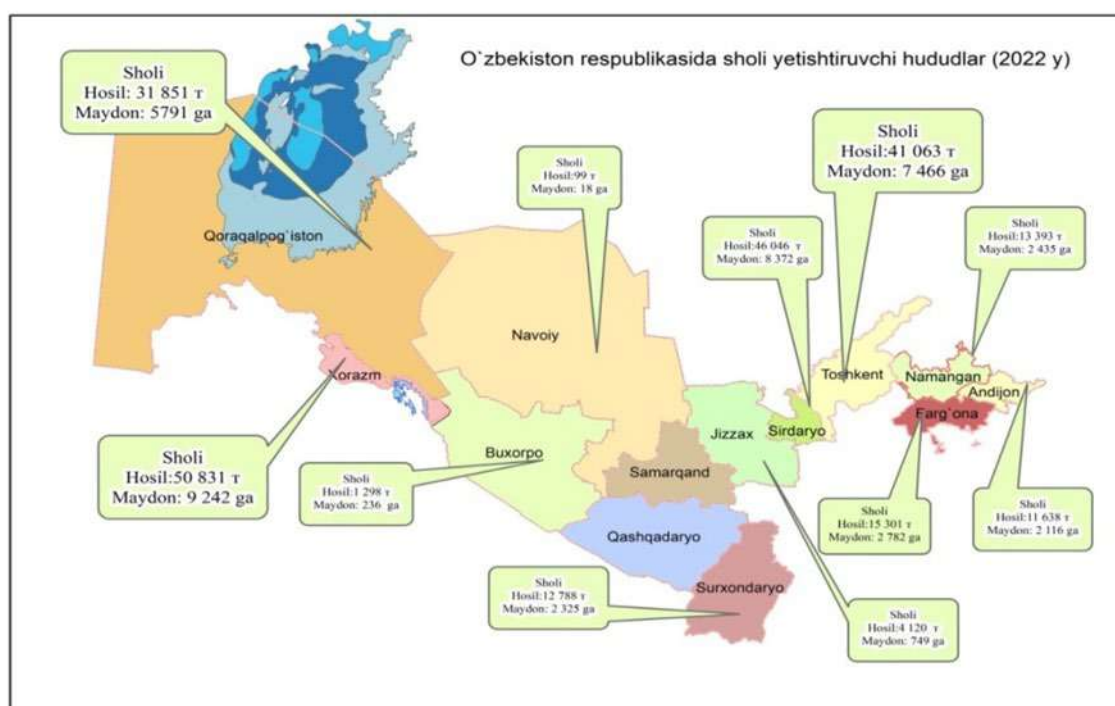 O`zbekiston respublikasida sholi yetishtiruvchi hududlar (2022 y)
Sholi
Hosil: 31 851 т
Maydon: 5791 ga
Sholi
Hosil:99 т
Maydon: 18 ga
Sholi
Hosil:41 063 т
Maydon: 7 466 ga
Sholi
Hosil:46 046 т
Maydon: 8 372 ga
Sholi
Hosil:13 393 т
Maydon: 2 435 ga
Qoraqalpog`iston
Navoiy
Xorazm
Toshkent
Namangan
Andijon
Farg`ona
Sirdaryo
Jizzax
Buxorpo
Samarqand
Qashqadaryo
Surxondaryo
Sholi
Hosil:50 831 т
Maydon: 9 242 ga
Sholi
Hosil:1 298 т
Maydon: 236 ga
Sholi
Hosil:15 301 т
Maydon: 2 782 ga
Sholi
Hosil:11 638 т
Maydon: 2 116 ga
Sholi
Hosil:12 788 т
Maydon: 2 325 ga
Sholi
Hosil:4 120 т
Maydon: 749 ga